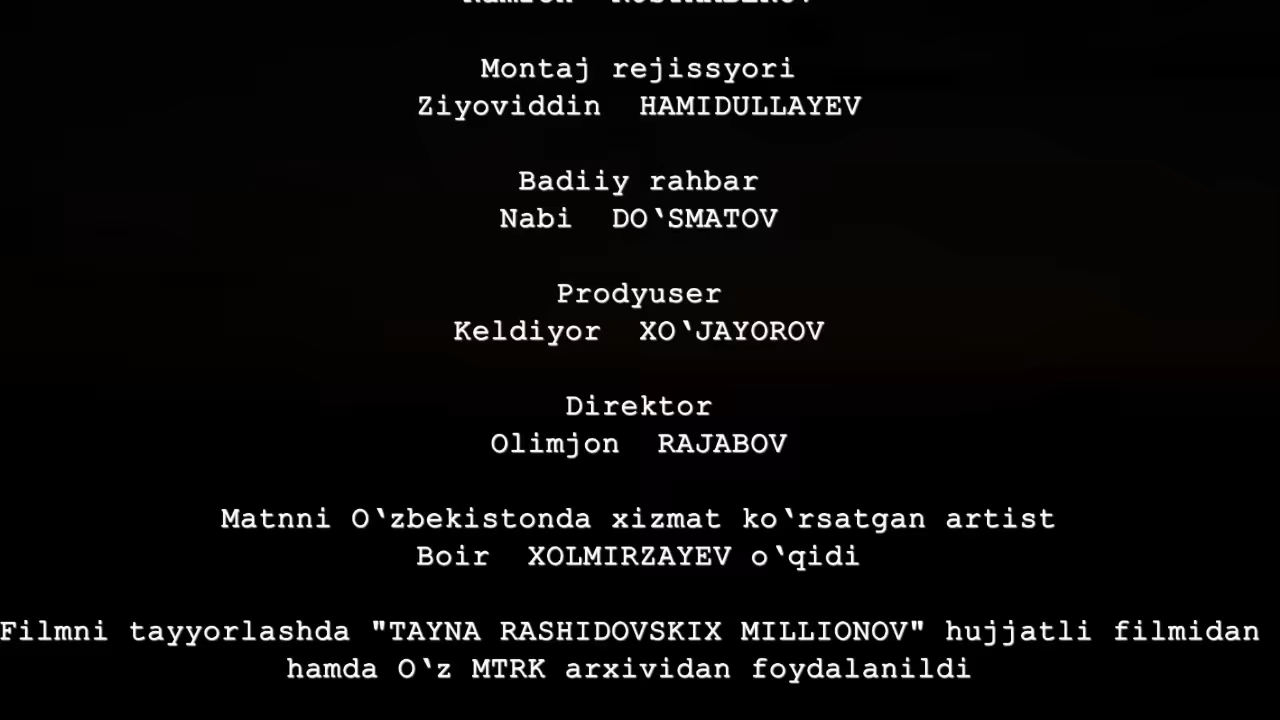 Montaj rejissyori
Ziyoviddin HAMIDULLAYEV
Badiiy rahbar
Nabi DO‘SMATOV
Prodyuser
Keldiyor XO‘JAYOROV
Direktor
Olimjon RAJABOV
Matnni O‘zbekistonda xizmat ko‘rsatgan artist
Boir XOLMIRZAYEV o‘qidi
Filmni tayyorlashda "TAYNA RASHIDOVSKIX MILLIONOV" hujjatli filmidan
hamda O‘z MTRK arxividan foydalanildi